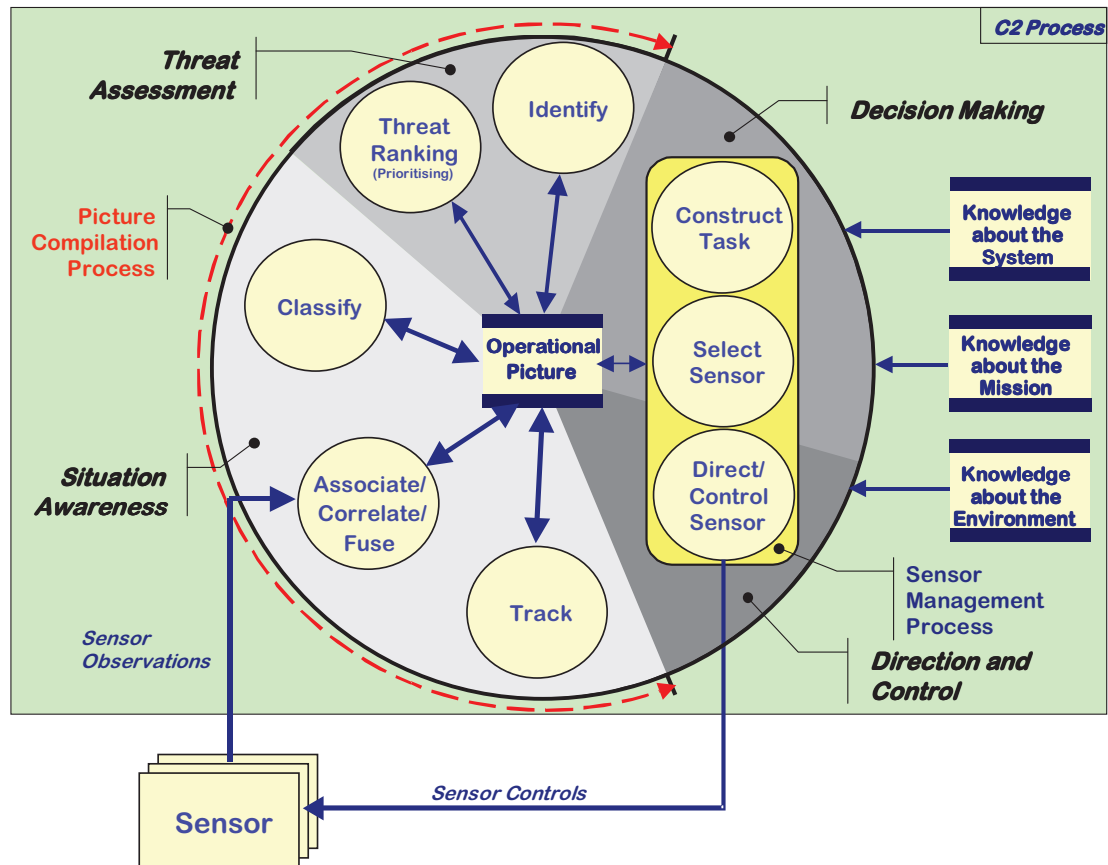 C2 Process
Threat
Assessment
Identify
Threat
Ranking
(Prioritising)
Decision Making
Picture
Compilation
Process
Construct
Task
Knowledge
about the
System
Classify
Operational
Picture
Select
Sensor
Knowledge
about the
Mission
Situation
Awareness
Associate/
Correlate/
Fuse
Direct/
Control
Sensor
Knowledge
about the
Environment
Track
Sensor
Management
Process
Sensor
Observations
Direction and
Control
Sensor Controls
Sensor